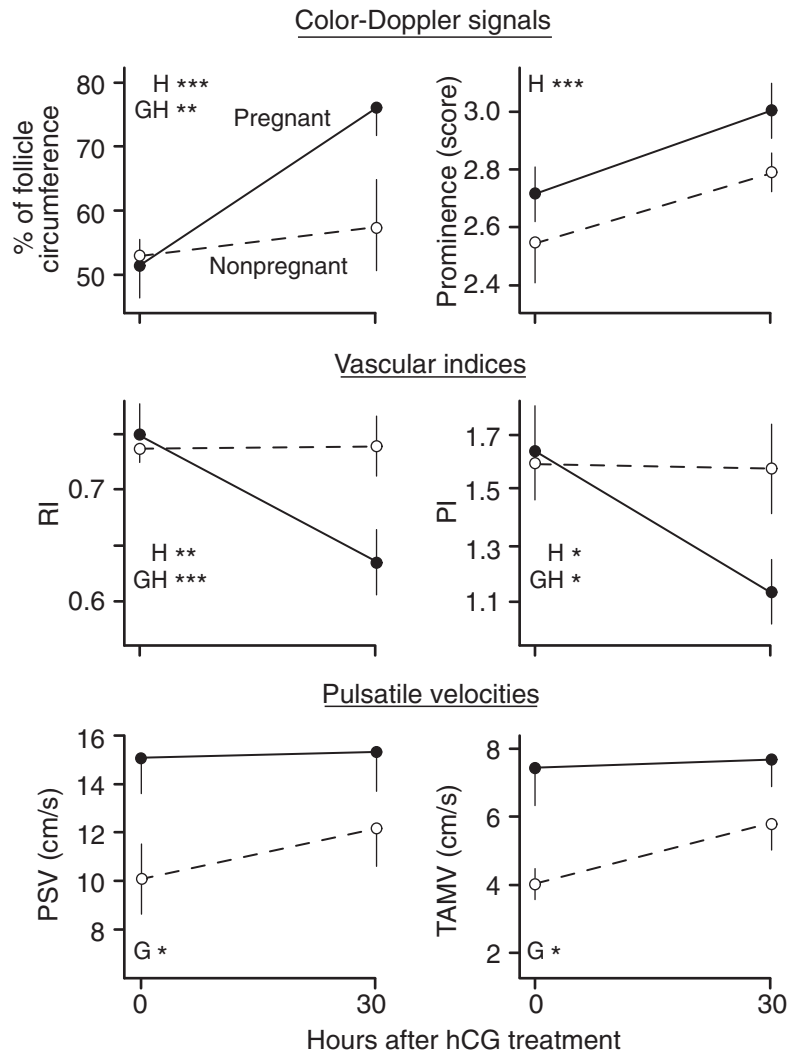 Color-Doppler signals
% of follicle
circumference
80
70
60
50
H ***
GH **
Pregnant
Nonpregnant
Prominence (score)
3.0
2.8
2.6
2.4
H ***
Vascular indices
RI
0.7
0.6
H **
GH ***
PI
1.7
1.5
1.3
1.1
H *
GH *
Pulsatile velocities
PSV (cm/s)
16
14
12
10
8
G *
0
30
TAMV (cm/s)
8
6
4
2
G *
0
30
Hours after hCG treatment